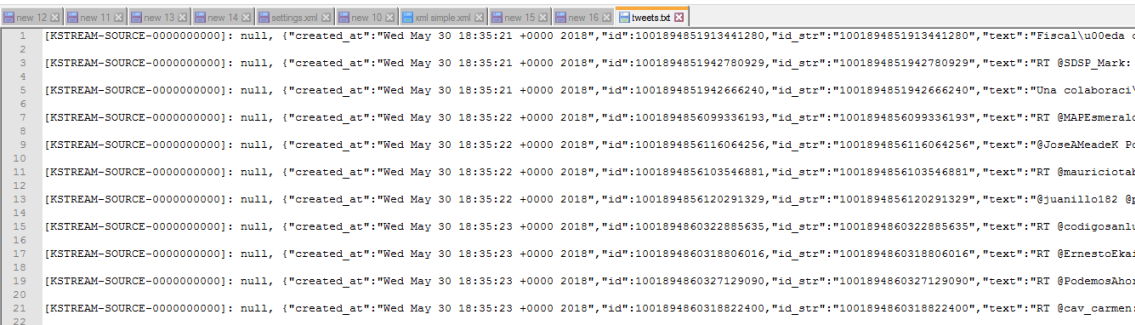 new 12 new 11 new 13 new 14 settings.xml new 10 xml simple.xml new 15 new 16 tweets.txt
1 [KSTREAM-SOURCE-0000000000]: null, {"created_at":"Wed May 30 18:35:21 +0000 2018","id":1001894851913441280,"id_str":"1001894851913441280","text":"Fiscal\u00eda
2
3 [KSTREAM-SOURCE-0000000000]: null, {"created_at":"Wed May 30 18:35:21 +0000 2018","id":1001894851942780929,"id_str":"1001894851942780929","text":"RT @SDSP_Mark:
4
5 [KSTREAM-SOURCE-0000000000]: null, {"created_at":"Wed May 30 18:35:21 +0000 2018","id":1001894851942666240,"id_str":"1001894851942666240","text":"Una colaboraci\
6
7 [KSTREAM-SOURCE-0000000000]: null, {"created_at":"Wed May 30 18:35:22 +0000 2018","id":1001894856099336193,"id_str":"1001894856099336193","text":"RT @MAPEsmerald
8
9 [KSTREAM-SOURCE-0000000000]: null, {"created_at":"Wed May 30 18:35:22 +0000 2018","id":1001894856116064256,"id_str":"1001894856116064256","text":"@JoseAMeadeK Po
10
11 [KSTREAM-SOURCE-0000000000]: null, {"created_at":"Wed May 30 18:35:22 +0000 2018","id":1001894856103546881,"id_str":"1001894856103546881","text":"RT @mauriciotab
12
13 [KSTREAM-SOURCE-0000000000]: null, {"created_at":"Wed May 30 18:35:22 +0000 2018","id":1001894856120291329,"id_str":"1001894856120291329","text":"@juanillo182 @p
14
15 [KSTREAM-SOURCE-0000000000]: null, {"created_at":"Wed May 30 18:35:23 +0000 2018","id":1001894860322885635,"id_str":"1001894860322885635","text":"RT @codigosanlu
16
17 [KSTREAM-SOURCE-0000000000]: null, {"created_at":"Wed May 30 18:35:23 +0000 2018","id":1001894860318806016,"id_str":"1001894860318806016","text":"RT @ErnestoEkai
18
19 [KSTREAM-SOURCE-0000000000]: null, {"created_at":"Wed May 30 18:35:23 +0000 2018","id":1001894860327129090,"id_str":"1001894860327129090","text":"RT @PodemosAhor
20
21 [KSTREAM-SOURCE-0000000000]: null, {"created_at":"Wed May 30 18:35:23 +0000 2018","id":1001894860318822400,"id_str":"1001894860318822400","text":"RT @cav_carmen:
22